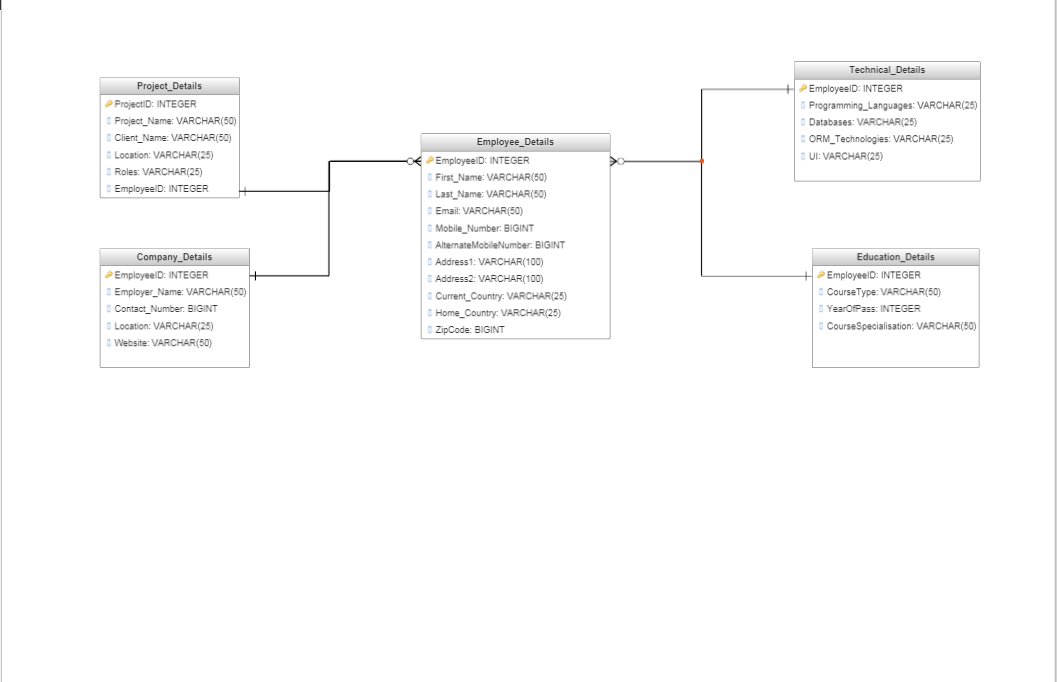 Project_Details
ProjectID: INTEGER
Project_Name: VARCHAR(50)
Client_Name: VARCHAR(50)
Location: VARCHAR(25)
Roles: VARCHAR(25)
EmployeeID: INTEGER
Company_Details
EmployeeID: INTEGER
Employer_Name: VARCHAR(50)
Contact_Number: BIGINT
Location: VARCHAR(25)
Website: VARCHAR(50)
Employee_Details
EmployeeID: INTEGER
First_Name: VARCHAR(50)
Last_Name: VARCHAR(50)
Email: VARCHAR(50)
Mobile_Number: BIGINT
AlternateMobileNumber: BIGINT
Address1: VARCHAR(100)
Address2: VARCHAR(100)
Current_Country: VARCHAR(25)
Home_Country: VARCHAR(25)
ZipCode: BIGINT
Technical_Details
EmployeeID: INTEGER
Programming_Languages: VARCHAR(25)
Databases: VARCHAR(25)
ORM_Technologies: VARCHAR(25)
UI: VARCHAR(25)
Education_Details
EmployeeID: INTEGER
CourseType: VARCHAR(50)
YearOfPass: INTEGER
CourseSpecialisation: VARCHAR(50)